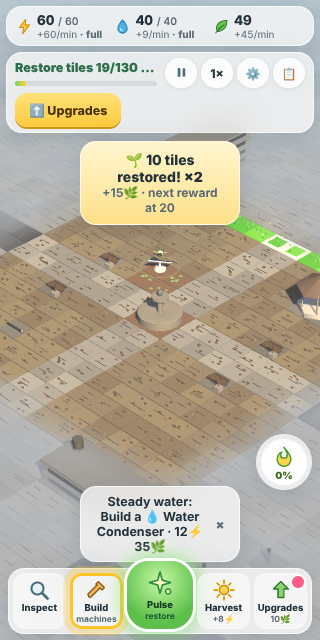 60 / 60
+60/min · full
40 / 40
+9/min · full
49
+45/min
Restore tiles 19/130 ...
1×
Upgrades
10 tiles
restored! ×2
+15🌿 · next reward
at 20
0%
Steady water:
Build a 💧 Water
Condenser · 12⚡
35🌿
×
Inspect
Build
machines
Pulse
restore
Harvest
+8⚡
Upgrades
10🌿